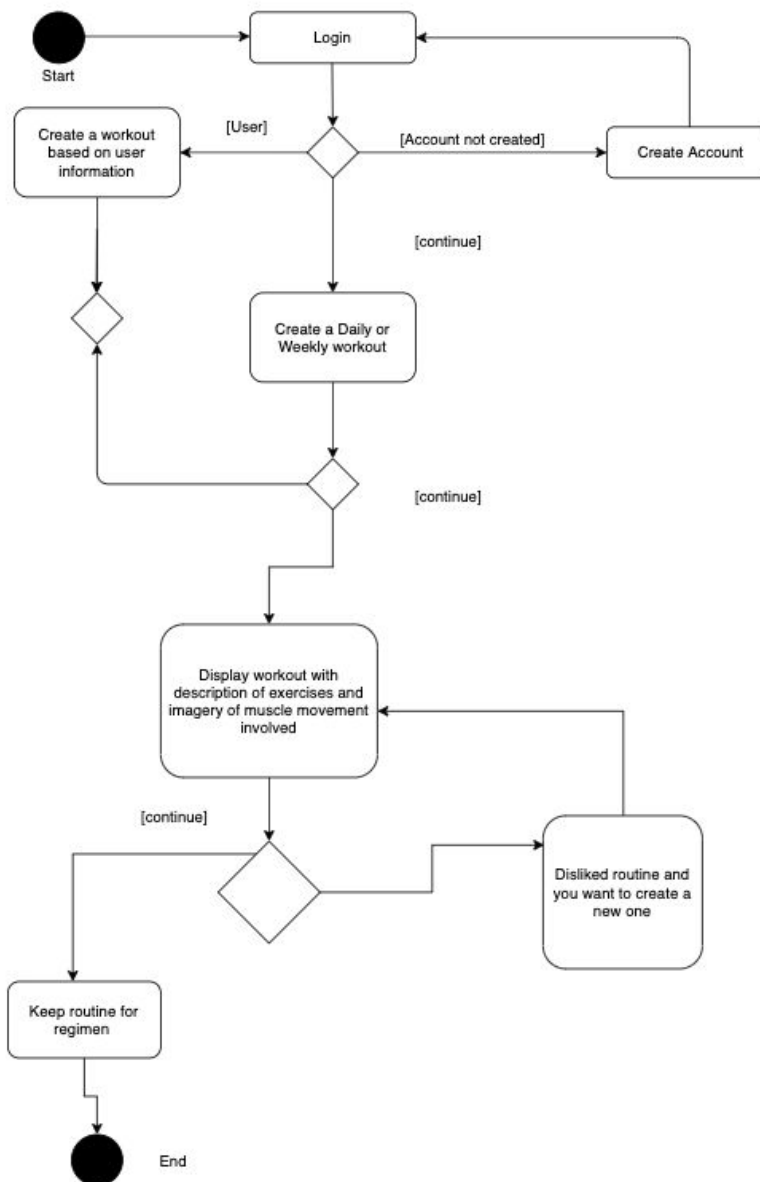 Login
Start
Create a workout
based on user
information
[User]
[Account not created]
Create Account
[continue]
Create a Daily or
Weekly workout
[continue]
Display workout with
description of exercises and
imagery of muscle movement
involved
[continue]
Disliked routine and
you want to create a
new one
Keep routine for
regimen
End